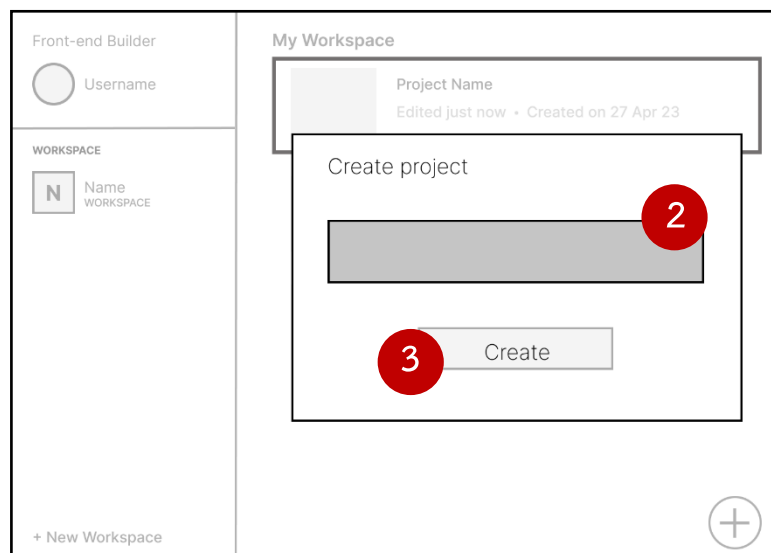 Front-end Builder
Username
WORKSPACE
N
Name
WORKSPACE
+ New Workspace
My Workspace
Project Name
Edited just now • Created on 27 Apr 23
Create project
2
3
Create